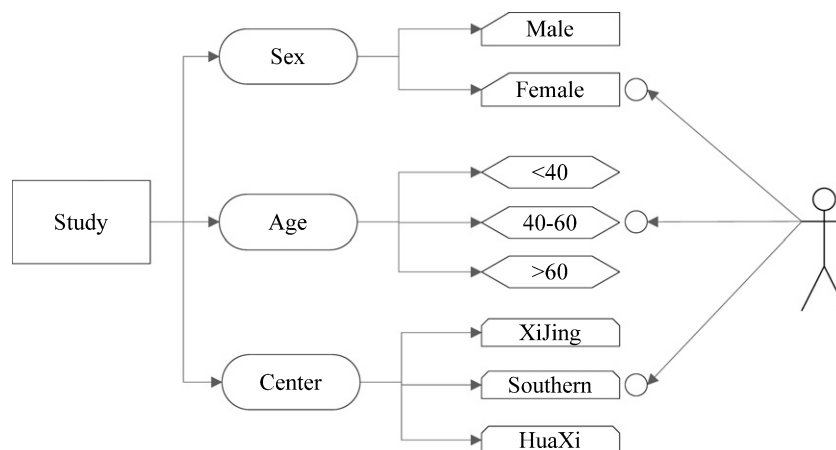 Sex
Male
Female
Study
Age
<40
40-60
>60
Center
XiJing
Southern
HuaXi